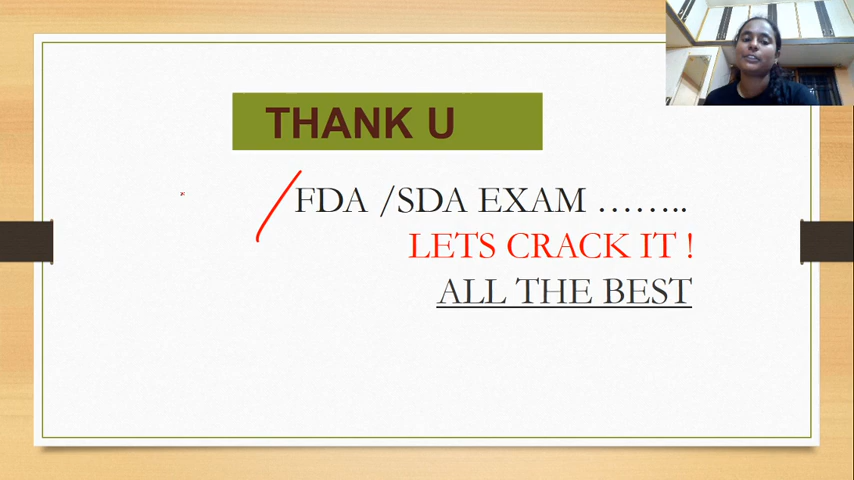 THANK U
FDA /SDA EXAM ……..
LETS CRACK IT !
ALL THE BEST